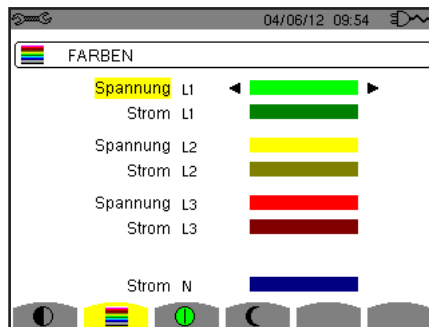 04/06/12 09:54
FARBEN
Spannung L1
Strom L1
Spannung L2
Strom L2
Spannung L3
Strom L3
Strom N